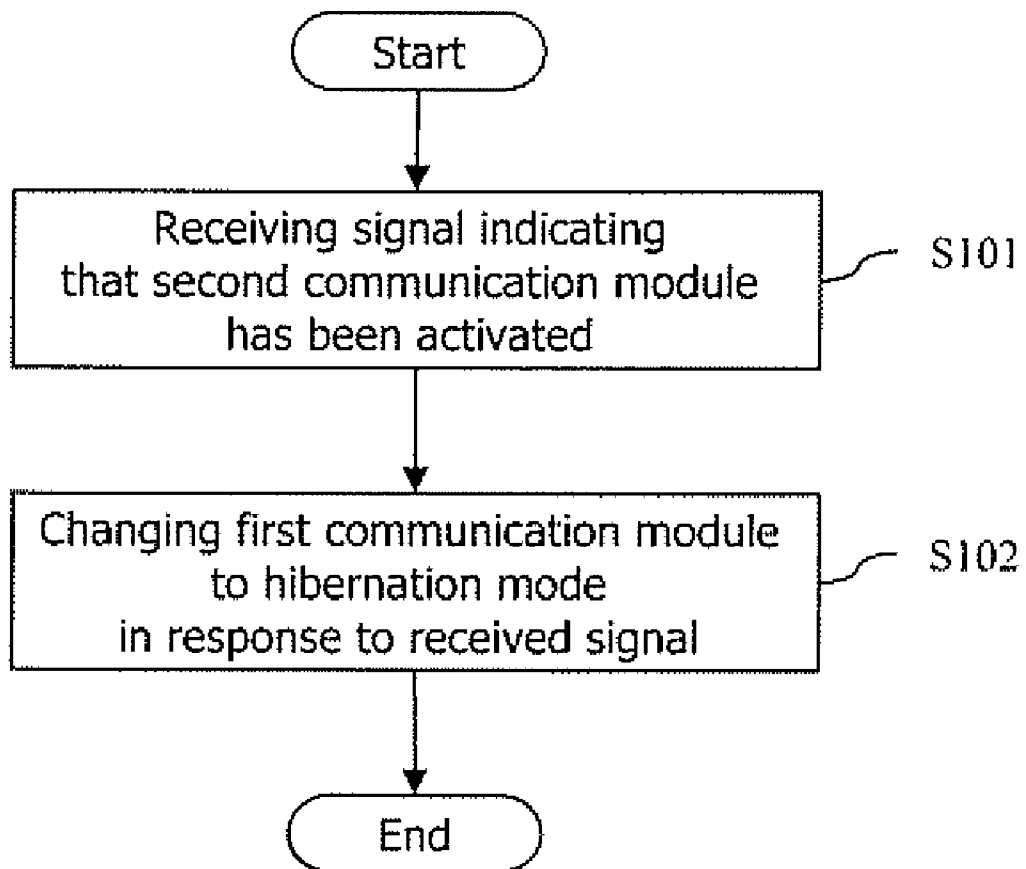 Start
Receiving signal indicating
that second communication module
has been activated
S101
Changing first communication module
to hibernation mode
in response to received signal
S102
End